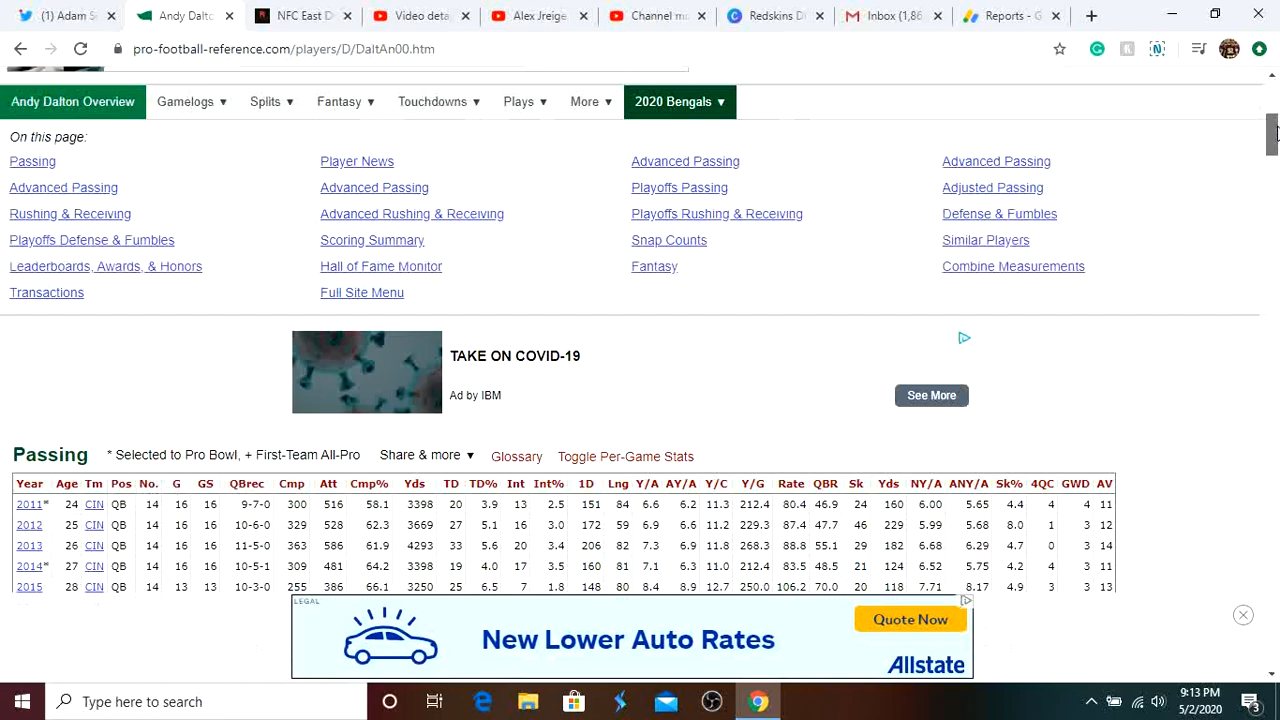 (1) Adam S
Andy Dalto
NFC East D
Video detai
Alex Jreige
Channel mo
Redskins Dr
Inbox (1,86
Reports - G
pro-football-reference.com/players/D/DaltAn00.htm
Andy Dalton Overview Gamelogs ▼ Splits ▼ Fantasy ▼ Touchdowns ▼ Plays ▼ More ▼ 2020 Bengals ▼
On this page:
Passing Player News Advanced Passing Advanced Passing
Advanced Passing Advanced Passing Playoffs Passing Adjusted Passing
Rushing & Receiving Advanced Rushing & Receiving Playoffs Rushing & Receiving Defense & Fumbles
Playoffs Defense & Fumbles Scoring Summary Snap Counts Similar Players
Leaderboards, Awards, & Honors Hall of Fame Monitor Fantasy Combine Measurements
Transactions Full Site Menu
TAKE ON COVID-19
Ad by IBM
See More
Passing * Selected to Pro Bowl, + First-Team All-Pro Share & more ▼ Glossary Toggle Per-Game Stats
Year Age Tm Pos No. G GS QBrec Cmp Att Cmp% Yds TD TD% Int Int% 1D Lng Y/A AY/A Y/C Y/G Rate QBR Sk Yds NY/A ANY/A Sk% 4QC GWD AV
2011* 24 CIN QB 14 16 16 9-7-0 300 516 58.1 3398 20 3.9 13 2.5 151 84 6.6 6.2 11.3 212.4 80.4 46.9 24 160 6.00 5.65 4.4 4 4 11
2012 25 CIN QB 14 16 16 10-6-0 329 528 62.3 3669 27 5.1 16 3.0 172 59 6.9 6.6 11.2 229.3 87.4 47.7 46 229 5.99 5.68 8.0 1 3 12
2013 26 CIN QB 14 16 16 11-5-0 363 586 61.9 4293 33 5.6 20 3.4 206 82 7.3 6.9 11.8 268.3 88.8 55.1 29 182 6.68 6.29 4.7 0 3 14
2014* 27 CIN QB 14 16 16 10-5-1 309 481 64.2 3398 19 4.0 17 3.5 160 81 7.1 6.3 11.0 212.4 83.5 48.5 21 124 6.52 5.75 4.2 4 3 11
2015 28 CIN QB 14 13 13 10-3-0 255 386 66.1 3250 25 6.5 7 1.8 148 80 8.4 8.9 12.7 250.0 106.2 70.0 20 118 7.71 8.17 4.9 3 3 13
LEGAL
New Lower Auto Rates
Quote Now
Allstate
Type here to search
9:13 PM
5/2/2020
3